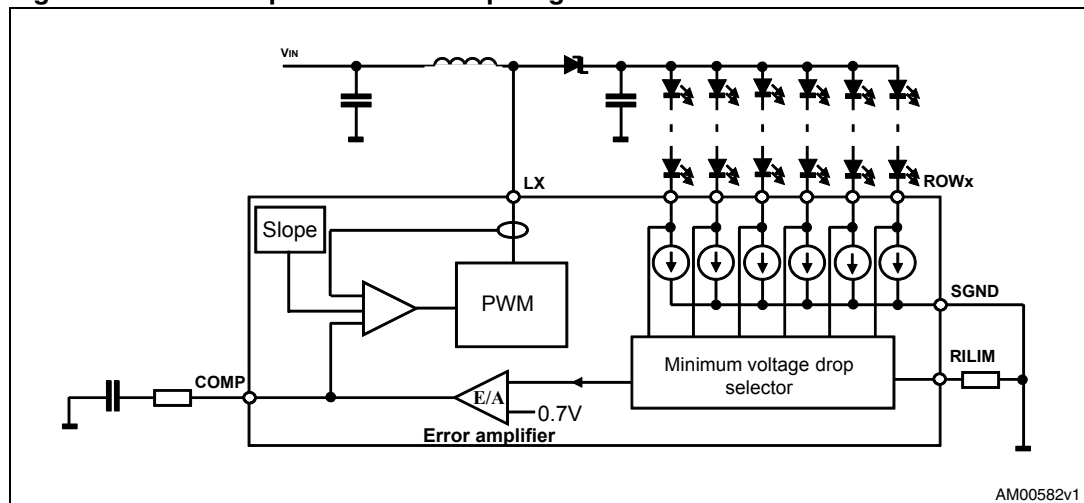 VIN
LX
ROWx
Slope
PWM
SGND
RILIM
Minimum voltage drop
selector
COMP
E/A
0.7V
Error amplifier
AM00582v1